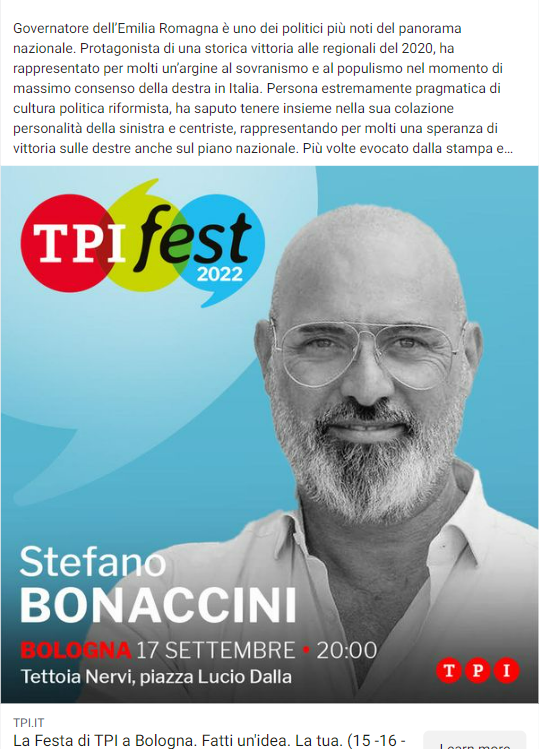 Governatore dell'Emilia Romagna è uno dei politici più noti del panorama
nazionale. Protagonista di una storica vittoria alle regionali del 2020, ha
rappresentato per molti un'argine al sovranismo e al populismo nel momento di
massimo consenso della destra in Italia. Persona estremamente pragmatica di
cultura politica riformista, ha saputo tenere insieme nella sua colazione
personalità della sinistra e centriste, rappresentando per molti una speranza di
vittoria sulle destre anche sul piano nazionale. Più volte evocato dalla stampa e...
TPI fest
2022
Stefano
BONACCINI
BOLOGNA 17 SETTEMBRE • 20:00
Tettoia Nervi, piazza Lucio Dalla
T P I
TPI.IT
La Festa di TPI a Bologna. Fatti un'idea. La tua. (15 -16 -
Learn more